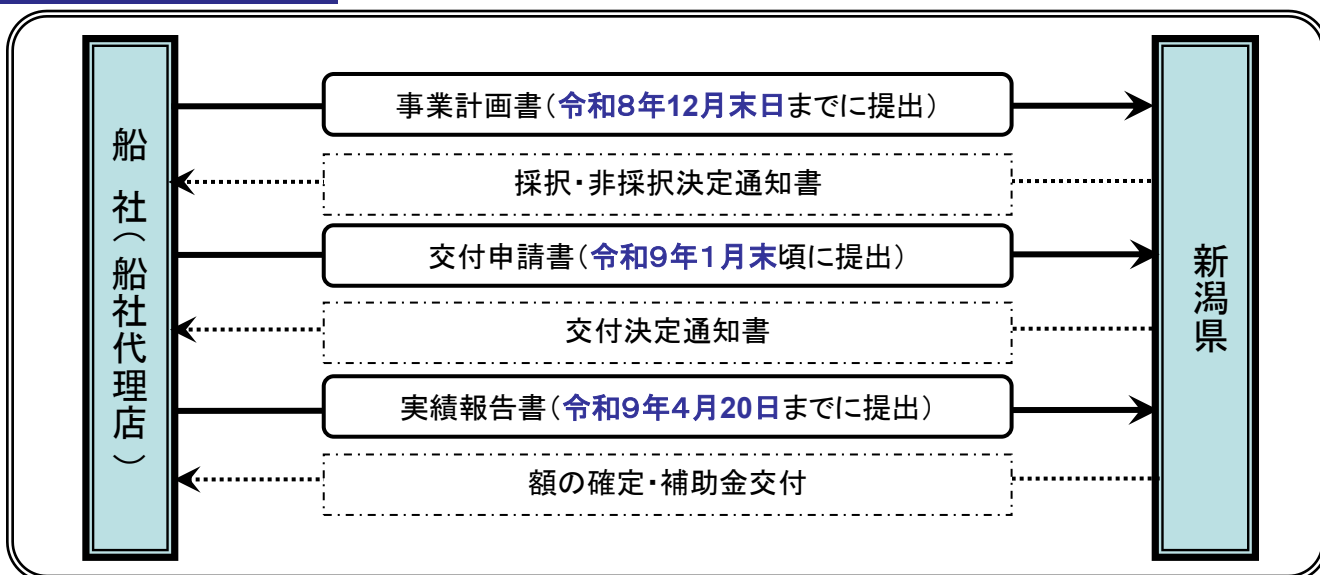 船社（船社代理店）
事業計画書（令和８年12月末日までに提出）
採択・非採択決定通知書
交付申請書（令和９年１月末頃に提出）
交付決定通知書
実績報告書（令和９年４月20日までに提出）
額の確定・補助金交付
新潟県